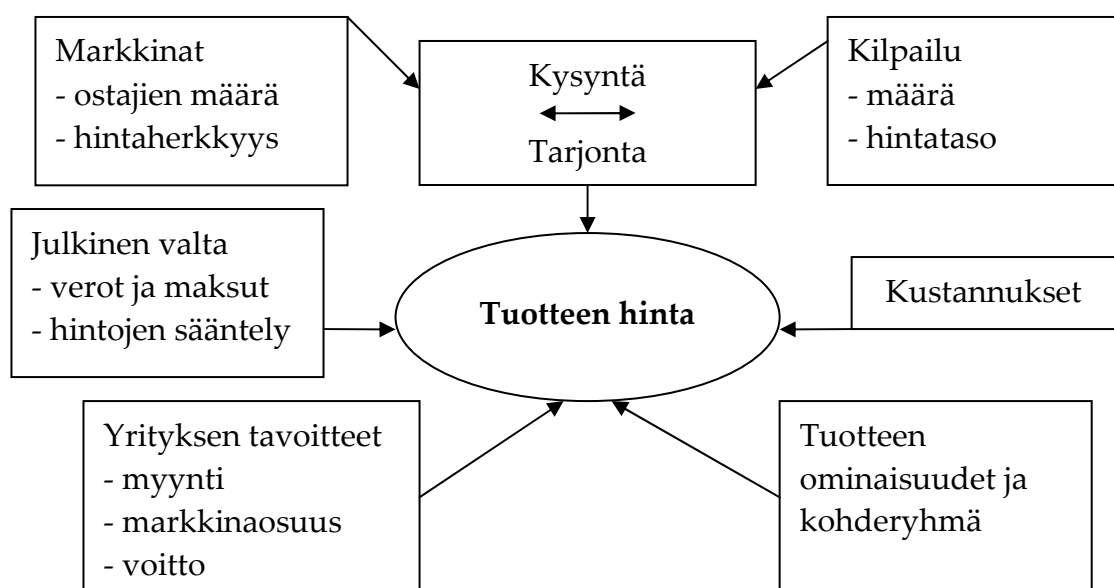 Markkinat
- ostajien määrä
- hintaherkkyys
Kysyntä
Tarjonta
Kilpailu
- määrä
- hintataso
Julkinen valta
- verot ja maksut
- hintojen sääntely
Tuotteen hinta
Kustannukset
Yrityksen tavoitteet
- myynti
- markkinaosuus
- voitto
Tuotteen
ominaisuudet ja
kohderyhmä